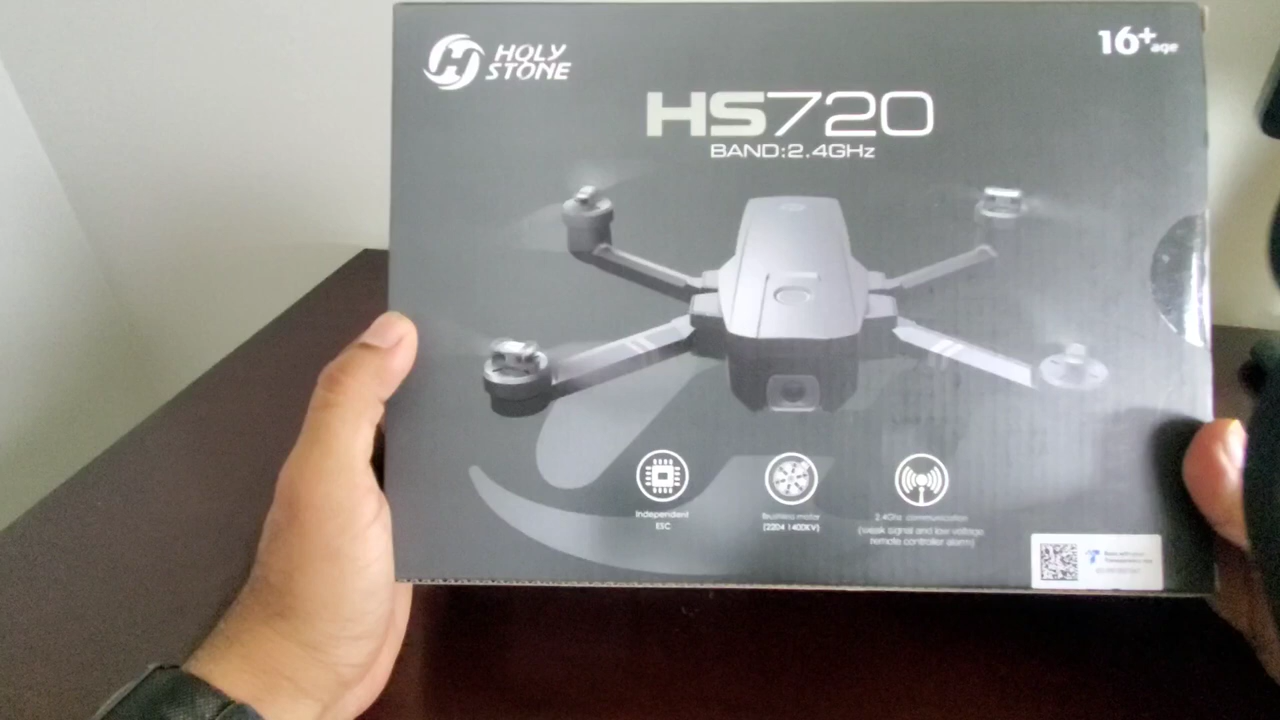 HOLY
STONE
16+age
HS720
BAND:2.4GHz
Independent
ESC
Brushless motor
(2204 1400KV)
2.4Ghz communication
(weak signal and low voltage
remote controller alarm)
Transparency